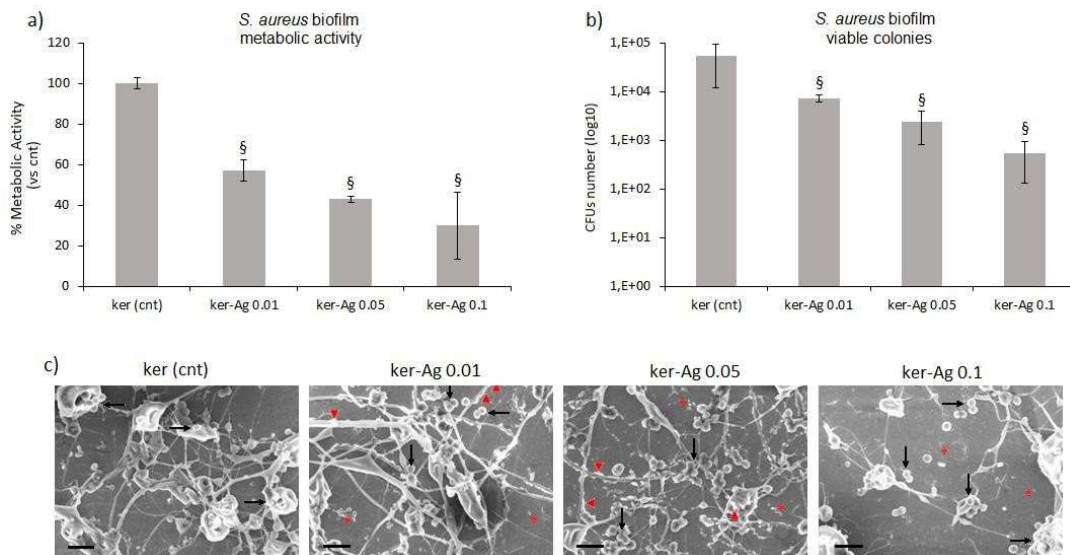 a)
S. aureus biofilm
metabolic activity
% Metabolic Activity
(vs cnt)
120
100
80
60
40
20
0
§
§
§
ker (cnt)
ker-Ag 0.01
ker-Ag 0.05
ker-Ag 0.1
b)
S. aureus biofilm
viable colonies
CFUs number (log10)
1,E+05
1,E+04
1,E+03
1,E+02
1,E+01
1,E+00
§
§
§
ker (cnt)
ker-Ag 0.01
ker-Ag 0.05
ker-Ag 0.1
c)
ker (cnt)
ker-Ag 0.01
ker-Ag 0.05
ker-Ag 0.1